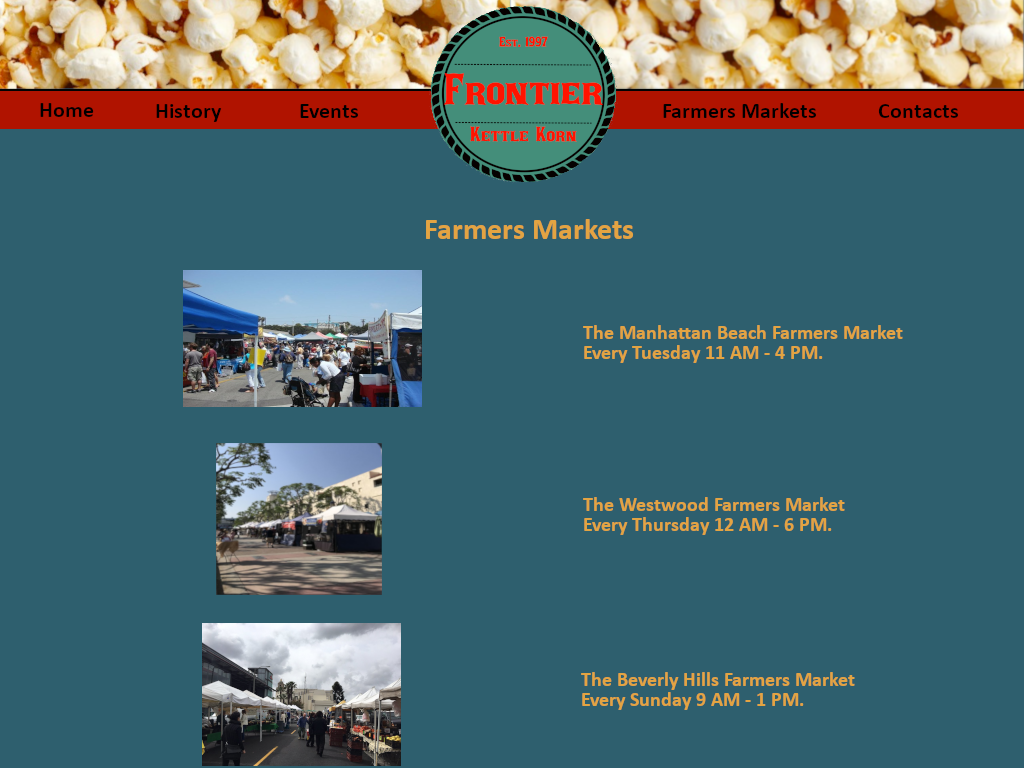 Est. 1997
Frontier
Kettle Korn
Home History Events Farmers Markets Contacts
Farmers Markets
The Manhattan Beach Farmers Market
Every Tuesday 11 AM - 4 PM.
The Westwood Farmers Market
Every Thursday 12 AM - 6 PM.
The Beverly Hills Farmers Market
Every Sunday 9 AM - 1 PM.